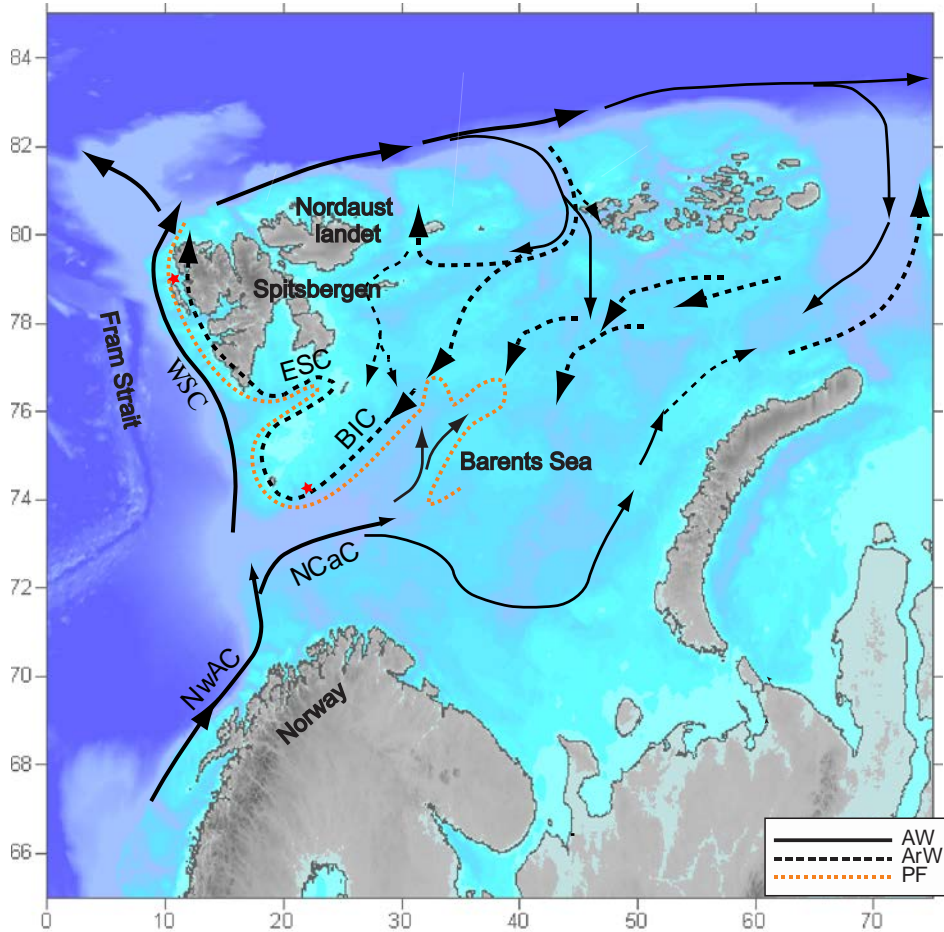 84
82
80
78
76
74
72
70
68
66
Nordaust
landet
Spitsbergen
Fram Strait
WSC
ESC
BIC
Barents Sea
NCaC
NwAC
Norway
AW
ArW
PF
0 10 20 30 40 50 60 70